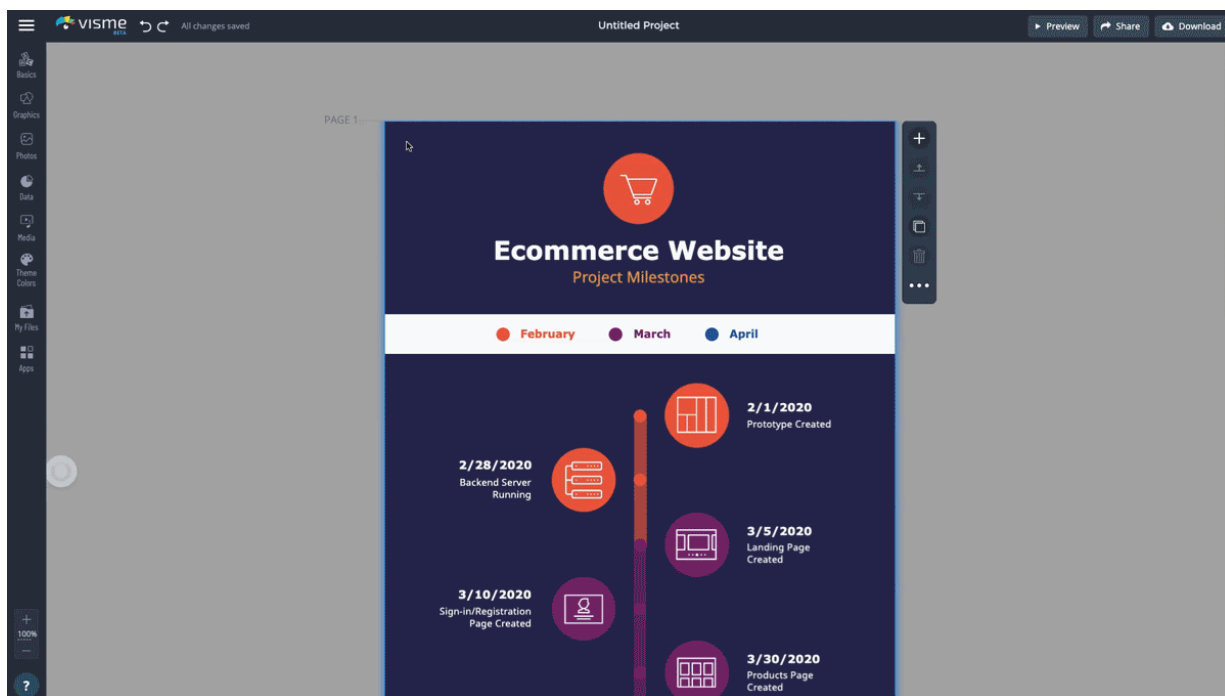 visme
BETA
All changes saved
Untitled Project
Preview
Share
Download
Basics
Graphics
Photos
Data
Media
Theme
Colors
My Files
Apps
+
100%
—
?
PAGE 1
Ecommerce Website
Project Milestones
February
March
April
2/1/2020
Prototype Created
2/28/2020
Backend Server
Running
3/5/2020
Landing Page
Created
3/10/2020
Sign-in/Registration
Page Created
3/30/2020
Products Page
Created